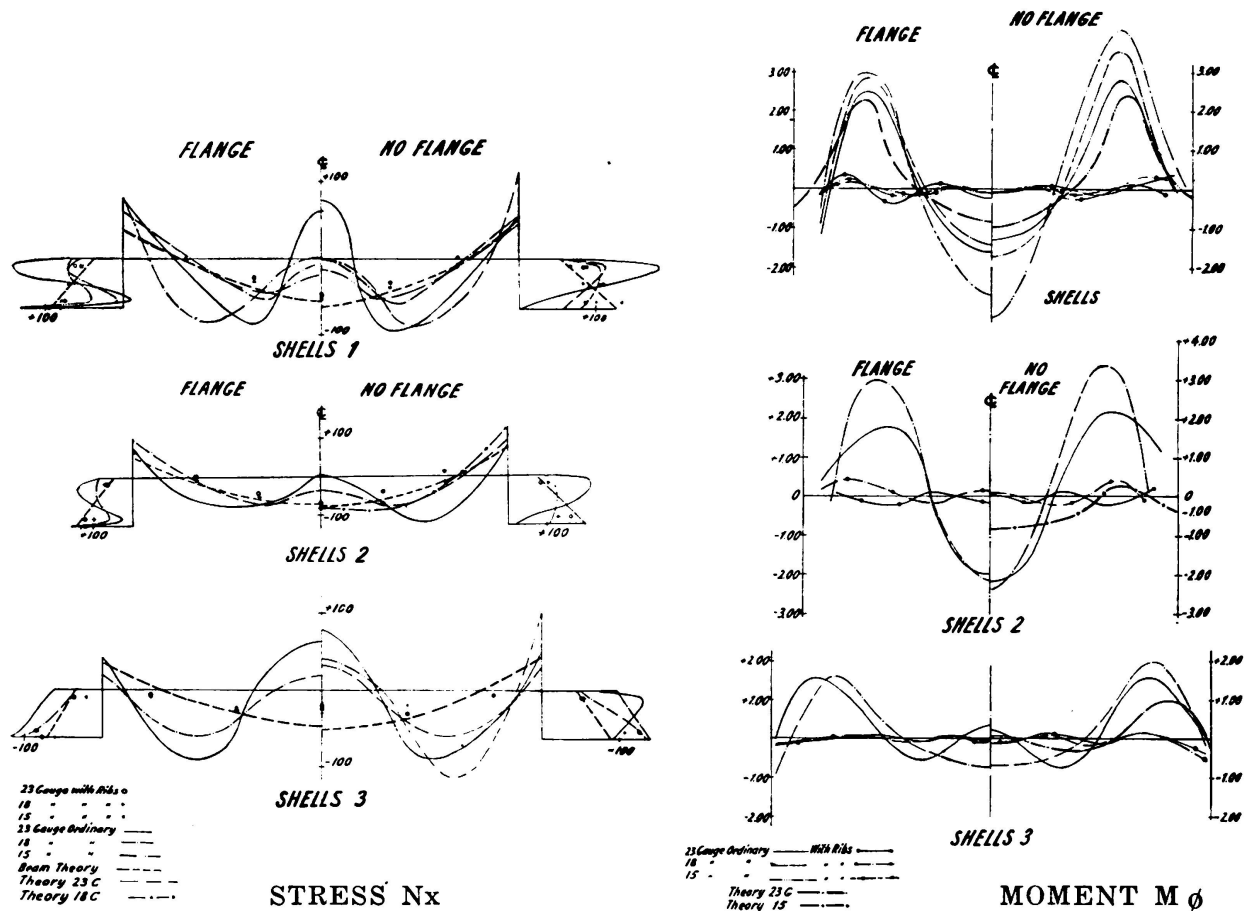 FLANGE
NO FLANGE
℄
+100
-100
+100
+100
SHELLS 1
FLANGE
NO FLANGE
℄
+100
-100
+100
+100
SHELLS 2
+100
-100
-100
-100
SHELLS 3
23 Gauge with Ribs
18 " " "
15 " " "
23 Gauge Ordinary
18 " "
15 " "
Beam Theory
Theory 23 C
Theory 18 C
STRESS Nx
FLANGE
NO FLANGE
℄
3.00
2.00
1.00
-1.00
-2.00
3.00
2.00
1.00
-1.00
-2.00
SHELLS
FLANGE
NO
FLANGE
℄
+3.00
+2.00
+1.00
0
-1.00
-2.00
-3.00
+4.00
+3.00
+2.00
+1.00
0
-1.00
-2.00
-3.00
SHELLS 2
+2.00
+1.00
-1.00
-2.00
+2.00
+1.00
-1.00
-2.00
SHELLS 3
23 Gauge Ordinary With Ribs
18 " " " "
15 " " " "
Theory 23 C
Theory 15
MOMENT M φ